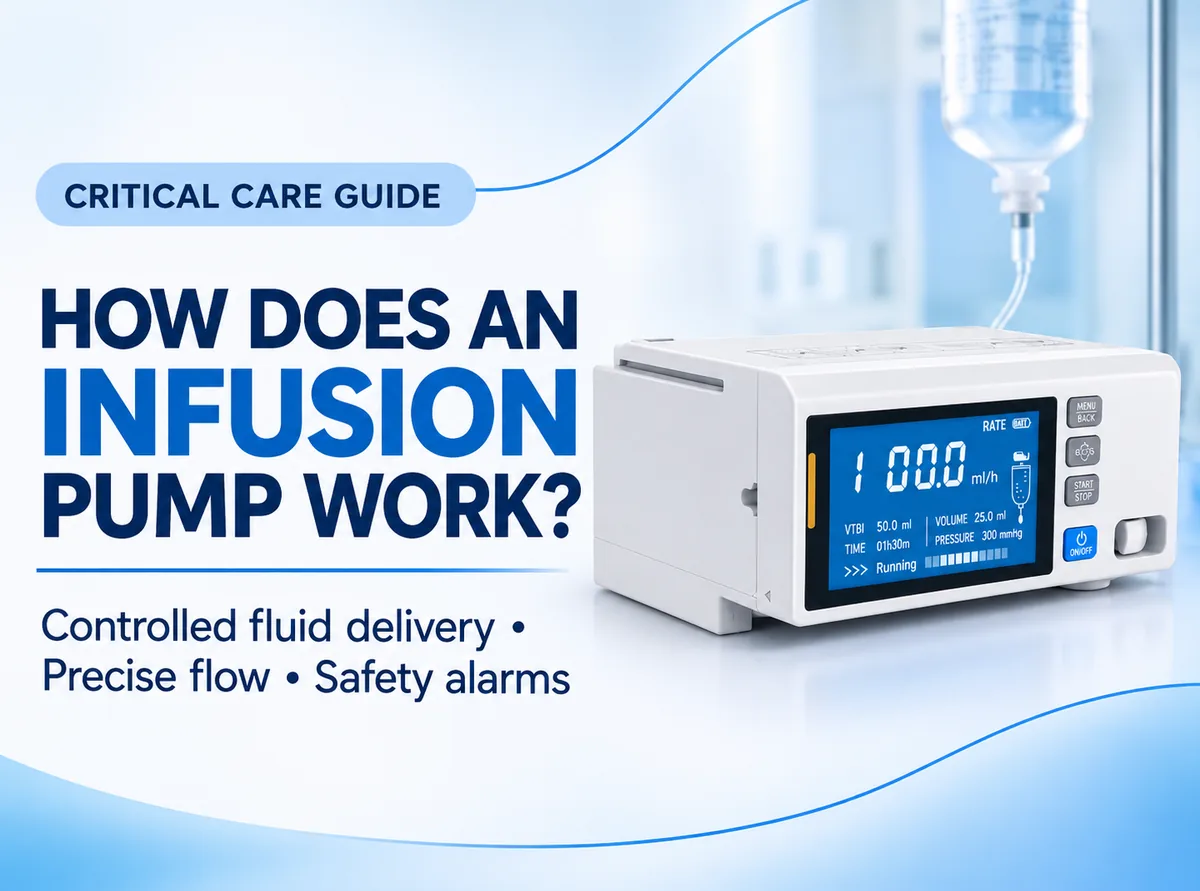 CRITICAL CARE GUIDE
HOW DOES AN
INFUSION
PUMP WORK?
Controlled fluid delivery •
Precise flow • Safety alarms
RATE BATT
1 00.0 ml/h
VTBI 50.0 ml
TIME 01h30m
VOLUME 25.0 ml
PRESSURE 300 mmHg
>>> Running
MENU
BACK
START
STOP
ON/OFF